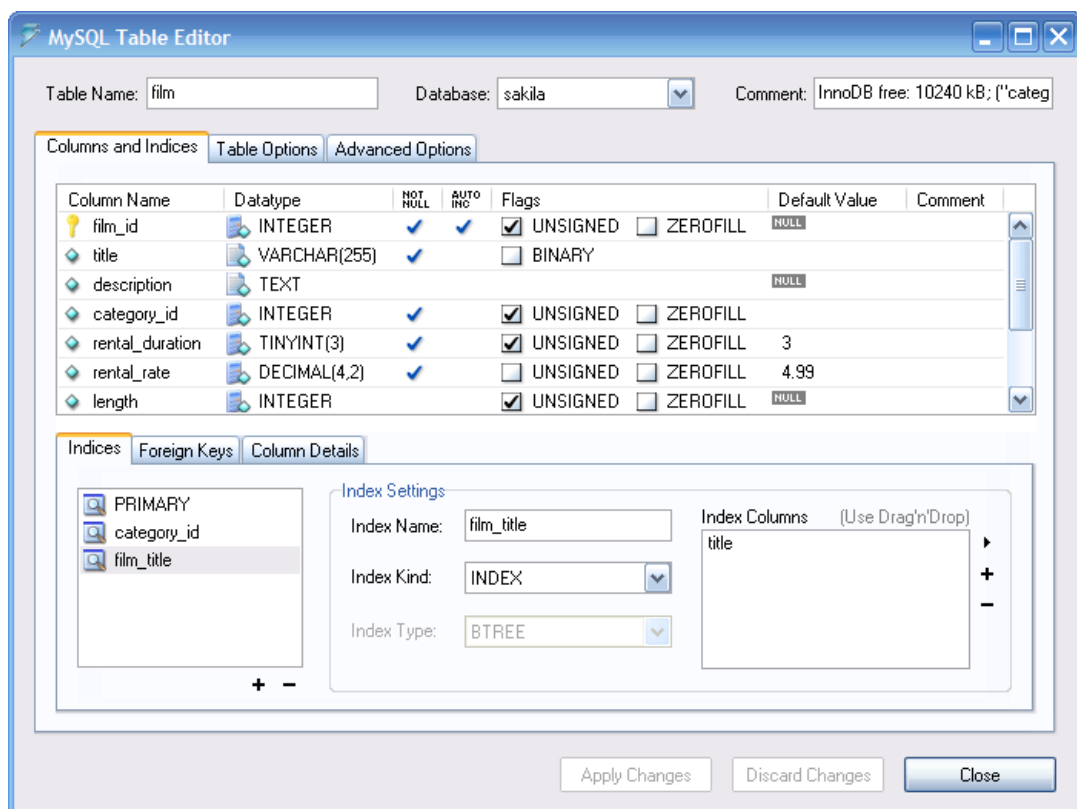 MySQL Table Editor
Table Name: film Database: sakila Comment: InnoDB free: 10240 kB; ("categ
Columns and Indices Table Options Advanced Options
Column Name Datatype NOT NULL AUTO INC Flags Default Value Comment
film_id INTEGER UNSIGNED ZEROFILL NULL
title VARCHAR(255) BINARY
description TEXT NULL
category_id INTEGER UNSIGNED ZEROFILL
rental_duration TINYINT(3) UNSIGNED ZEROFILL 3
rental_rate DECIMAL(4,2) UNSIGNED ZEROFILL 4.99
length INTEGER UNSIGNED ZEROFILL NULL
Indices Foreign Keys Column Details
PRIMARY
category_id
film_title
Index Settings
Index Name: film_title
Index Kind: INDEX
Index Type: BTREE
Index Columns (Use Drag'n'Drop)
title
Apply Changes Discard Changes Close